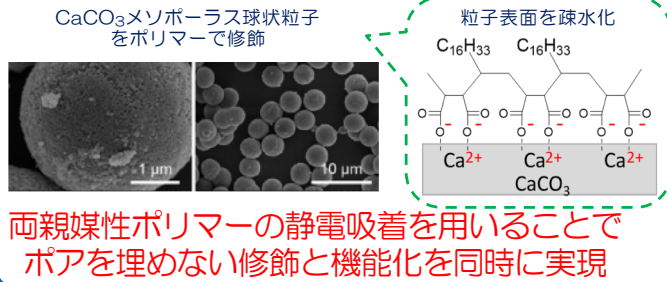 CaCO₃メソポーラス球状粒子
をポリマーで修飾
粒子表面を疎水化
1 μm
10 μm
C₁₆H₃₃ C₁₆H₃₃
O O O O O O
O - O - O - O - O - O -
Ca²⁺ Ca²⁺ Ca²⁺
CaCO₃
両親媒性ポリマーの静電吸着を用いることで
ポアを埋めない修飾と機能化を同時に実現